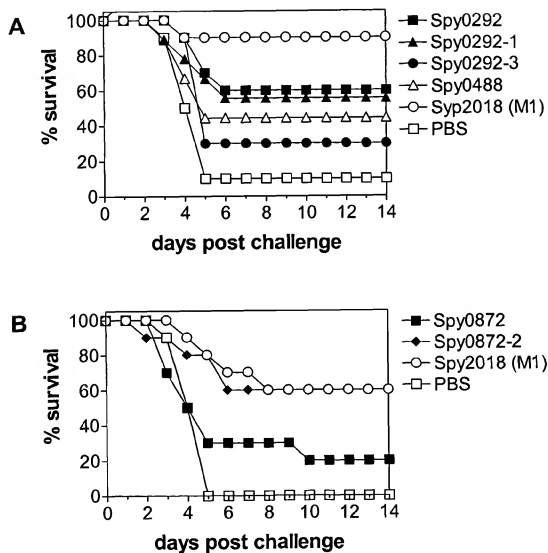 A
% survival
100
80
60
40
20
0
0 2 4 6 8 10 12 14
days post challenge
Spy0292
Spy0292-1
Spy0292-3
Spy0488
Syp2018 (M1)
PBS
B
% survival
100
80
60
40
20
0
0 2 4 6 8 10 12 14
days post challenge
Spy0872
Spy0872-2
Spy2018 (M1)
PBS